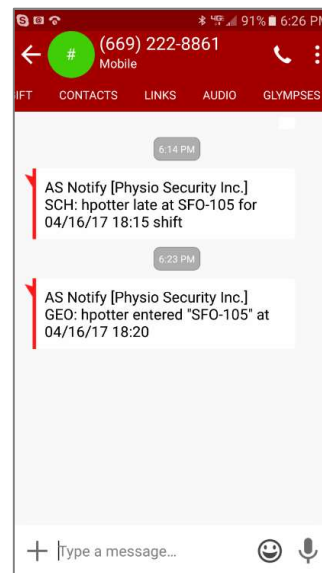 91% 6:26 PM
(669) 222-8861
#
Mobile
IFT CONTACTS LINKS AUDIO GLYMPSES
6:14 PM
AS Notify [Physio Security Inc.]
SCH: hpotter late at SFO-105 for
04/16/17 18:15 shift
6:23 PM
AS Notify [Physio Security Inc.]
GEO: hpotter entered "SFO-105" at
04/16/17 18:20
Type a message...